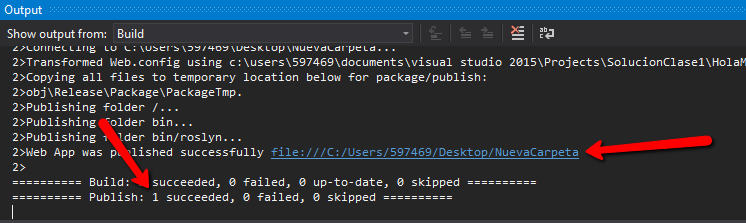 Output
Show output from: Build
2>Connecting to C:\Users\597469\Desktop\NuevaCarpeta...
2>Transformed Web.config using c:\users\597469\documents\visual studio 2015\Projects\SolucionClase1\HolaM
2>Copying all files to temporary location below for package/publish:
2>obj\Release\Package\PackageTmp.
2>Publishing folder /...
2>Publishing folder bin...
2>Publishing folder bin/roslyn...
2>Web App was published successfully file:///C:/Users/597469/Desktop/NuevaCarpeta
2>
========== Build: succeeded, 0 failed, 0 up-to-date, 0 skipped ==========
========== Publish: 1 succeeded, 0 failed, 0 skipped ==========